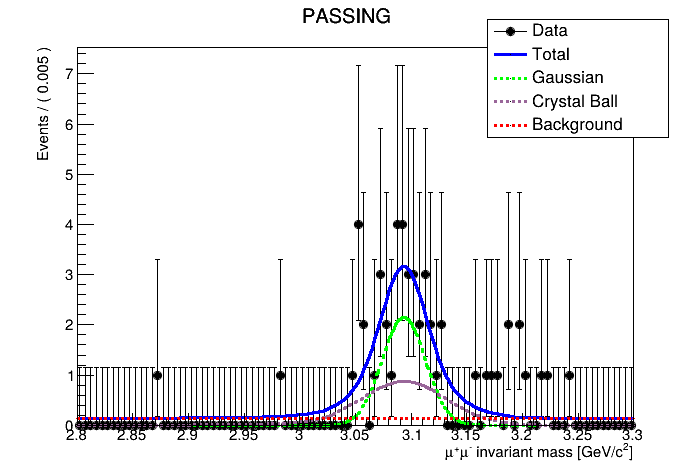 PASSING
Data
Total
Gaussian
Crystal Ball
Background
Events / ( 0.005 )
7
6
5
4
3
2
1
0
2.8 2.85 2.9 2.95 3 3.05 3.1 3.15 3.2 3.25 3.3
μ⁺μ⁻ invariant mass [GeV/c²]